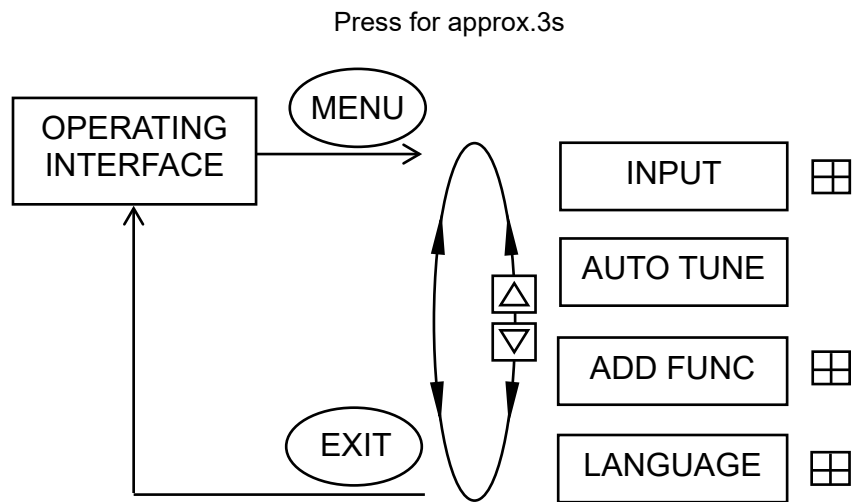 Press for approx.3s
MENU
OPERATING
INTERFACE
INPUT
AUTO TUNE
ADD FUNC
EXIT
LANGUAGE